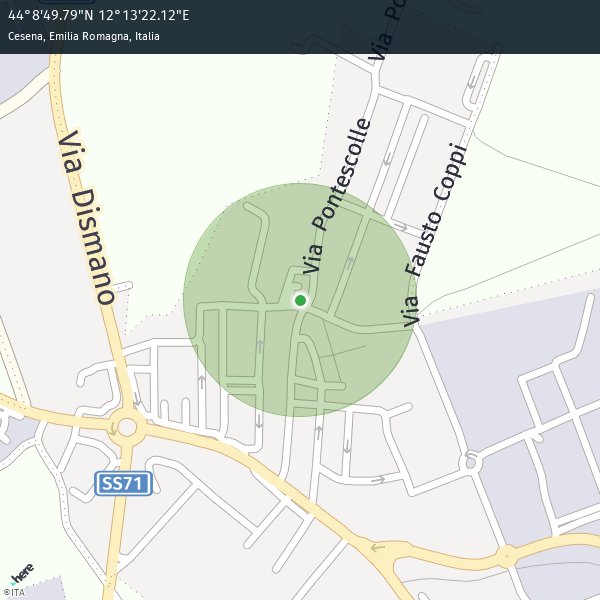 44°8'49.79"N 12°13'22.12"E
Cesena, Emilia Romagna, Italia
Via Po
Via Pontescolle
Via Dismano
Via Fausto Coppi
SS71
here
©ITA